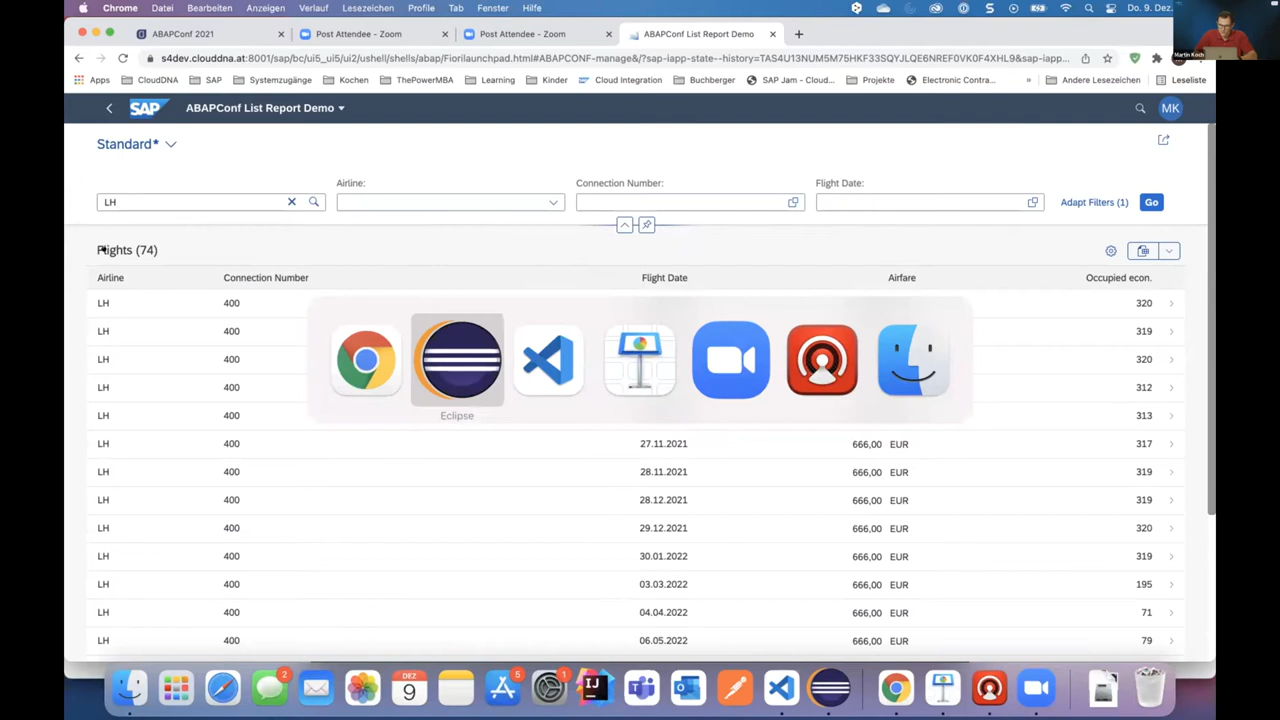 Chrome Datei Bearbeiten Anzeigen Verlauf Lesezeichen Profile Tab Fenster Hilfe Do. 9. Dez.
ABAPConf 2021 Post Attendee - Zoom Post Attendee - Zoom ABAPConf List Report Demo
Martin Koch
s4dev.clouddna.at:8001/sap/bc/ui5_ui5/ui2/ushell/shells/abap/Fiorilaunchpad.html#ABAPCONF-manage&/?sap-iapp-state--history=TAS4U13NUM5M75HKF33SQYJLQE6NREF0VK0F4XHL9&sap-iapp...
Apps CloudDNA SAP Systemzugänge Kochen ThePowerMBA Learning Kinder Cloud Integration Buchberger SAP Jam - Cloud... Projekte Electronic Contra... » Andere Lesezeichen Leseliste
SAP ABAPConf List Report Demo MK
Standard*
Airline: Connection Number: Flight Date:
LH Adapt Filters (1) Go
Flights (74)
Airline Connection Number Flight Date Airfare Occupied econ.
LH 400 320
LH 400 319
LH 400 320
LH 400 312
LH 400 313
Eclipse
LH 400 27.11.2021 666,00 EUR 317
LH 400 28.11.2021 666,00 EUR 319
LH 400 28.12.2021 666,00 EUR 319
LH 400 29.12.2021 666,00 EUR 320
LH 400 30.01.2022 666,00 EUR 319
LH 400 03.03.2022 666,00 EUR 195
LH 400 04.04.2022 666,00 EUR 71
LH 400 06.05.2022 666,00 EUR 79
2 DEZ 9 5 1 IJ